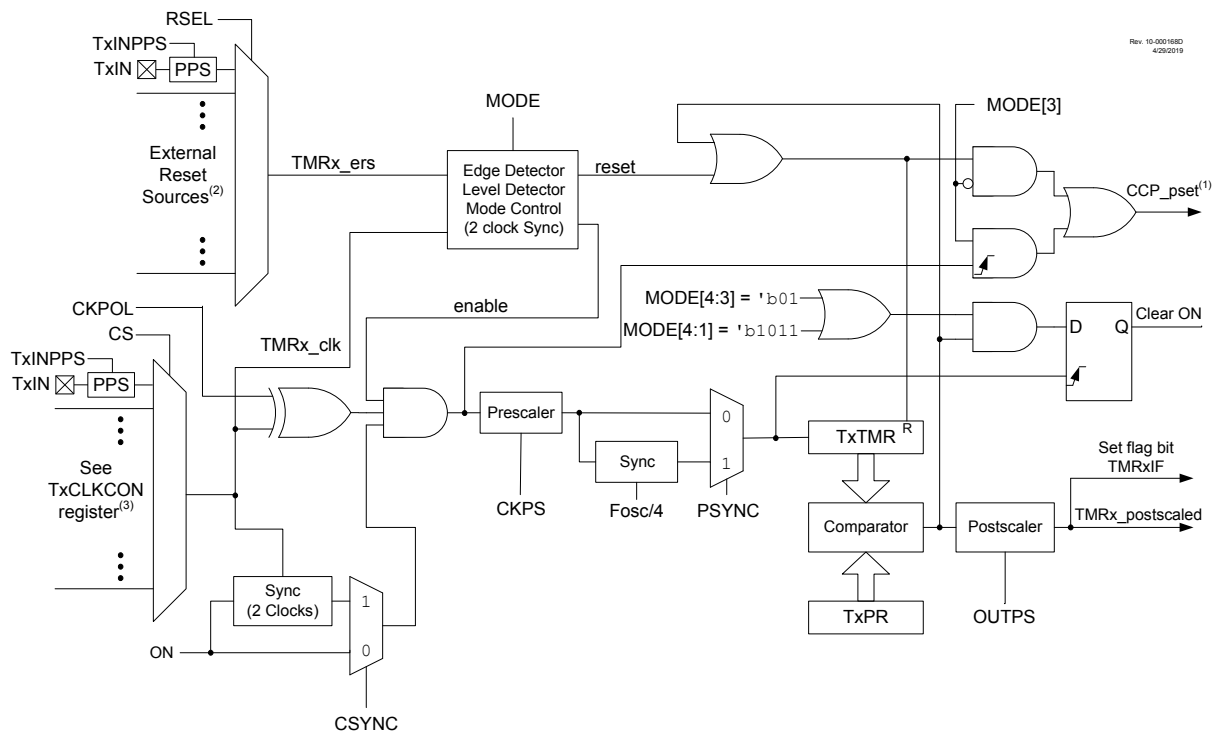 RSEL
TxINPPS
TxIN
PPS
Rev. 10-000168D
4/29/2019
External
Reset
Sources(2)
TMRx_ers
MODE
Edge Detector
Level Detector
Mode Control
(2 clock Sync)
reset
MODE[3]
CCP_pset(1)
enable
TMRx_clk
MODE[4:3] = 'b01
MODE[4:1] = 'b1011
D
Q
Clear ON
CKPOL
CS
TxINPPS
TxIN
PPS
See
TxCLKCON
register(3)
Prescaler
CKPS
Sync
Fosc/4
0
1
PSYNC
TxTMR
R
Comparator
TxPR
Postscaler
OUTPS
Set flag bit
TMRxIF
TMRx_postscaled
Sync
(2 Clocks)
1
0
ON
CSYNC